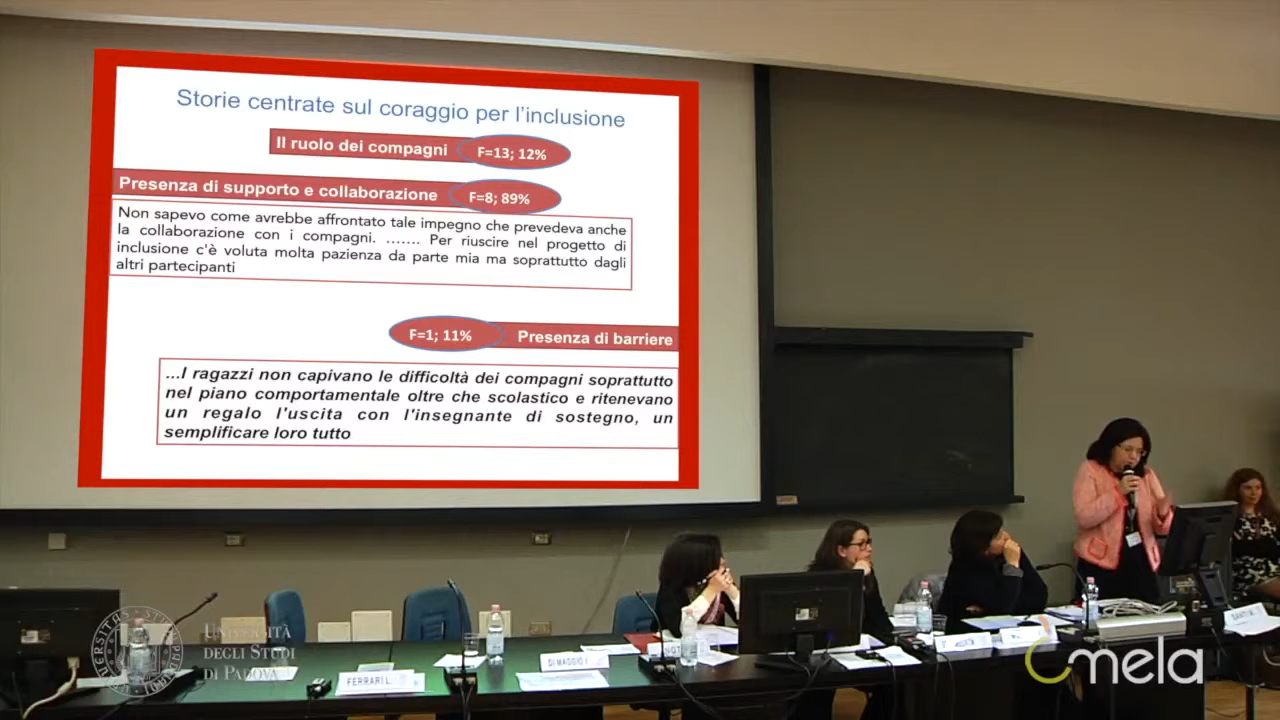 Storie centrate sul coraggio per l'inclusione
Il ruolo dei compagni
F=13; 12%
Presenza di supporto e collaborazione
F=8; 89%
Non sapevo come avrebbe affrontato tale impegno che prevedeva anche
la collaborazione con i compagni. ……. Per riuscire nel progetto di
inclusione c'è voluta molta pazienza da parte mia ma soprattutto dagli
altri partecipanti
F=1; 11%
Presenza di barriere
...I ragazzi non capivano le difficoltà dei compagni soprattutto
nel piano comportamentale oltre che scolastico e ritenevano
un regalo l'uscita con l'insegnante di sostegno, un
semplificare loro tutto
Università
degli Studi
di Padova
FERRARI L.
DI MAGGIO I.
mela